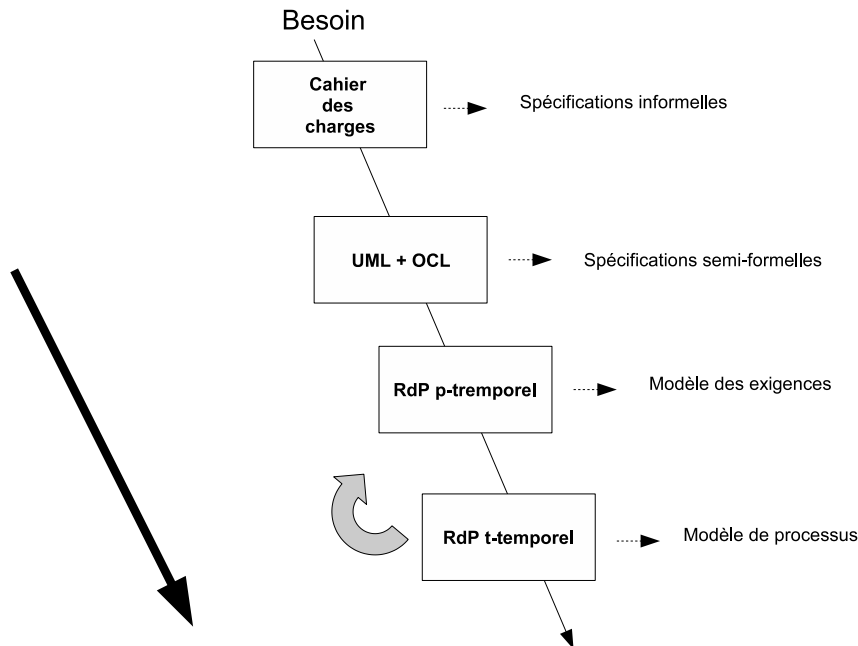 Besoin
Cahier
des
charges
Spécifications informelles
UML + OCL
Spécifications semi-formelles
RdP p-tremporel
Modèle des exigences
RdP t-temporel
Modèle de processus